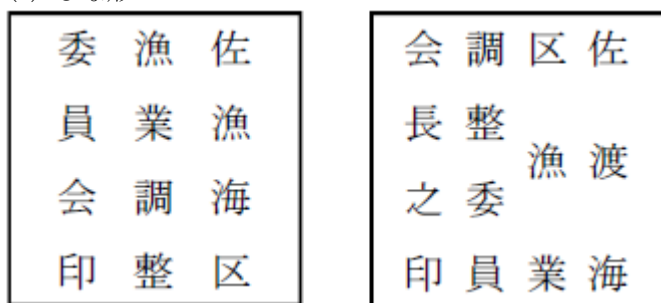 佐漁海区
漁業調整
委員会印
佐渡海
区漁業
調整委員
会長之印